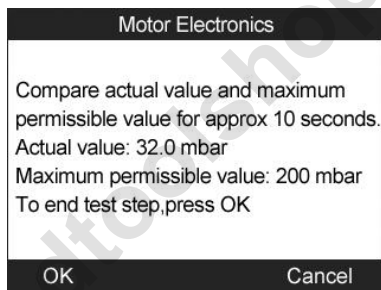 Motor Electronics
Compare actual value and maximum
permissible value for approx 10 seconds.
Actual value: 32.0 mbar
Maximum permissible value: 200 mbar
To end test step,press OK
OK Cancel